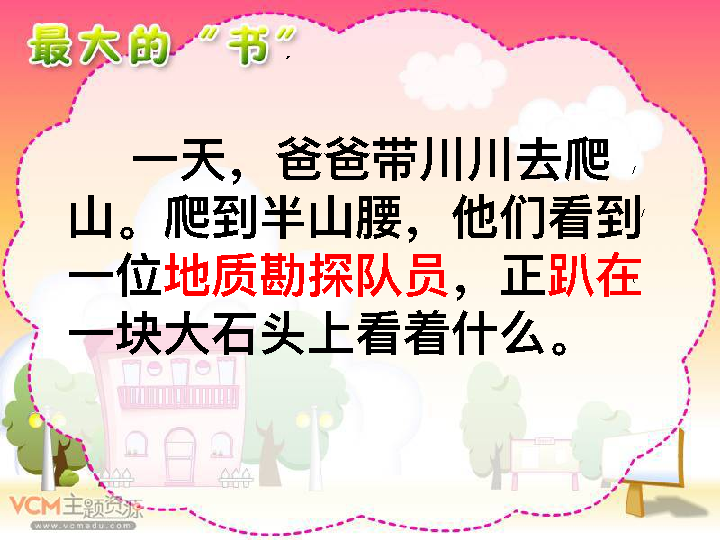 最大的“书”
一天，爸爸带川川去爬
山。爬到半山腰，他们看到
一位地质勘探队员，正趴在
一块大石头上看着什么。
VCM主题资源
www.vcmedu.com